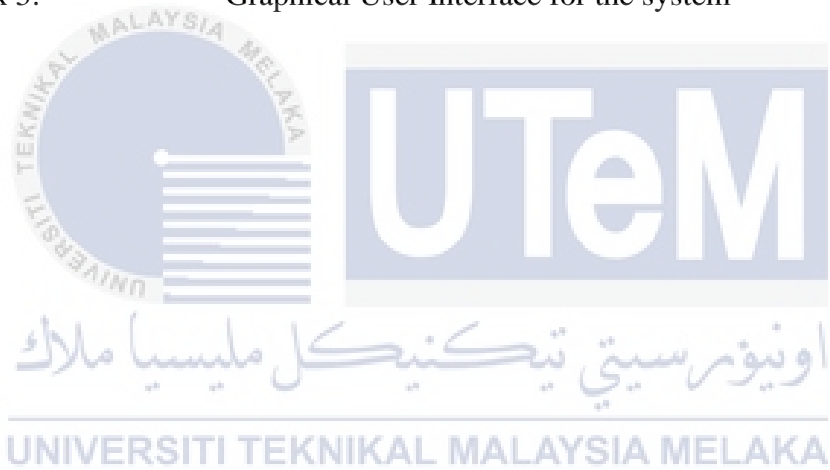 x 3: Graphical User Interface for the system
UNIVERSITI TEKNIKAL MALAYSIA MELAKA
UTeM
اونيۏرسيتي تيكنيكل مليسيا ملاك
UNIVERSITI TEKNIKAL MALAYSIA MELAKA